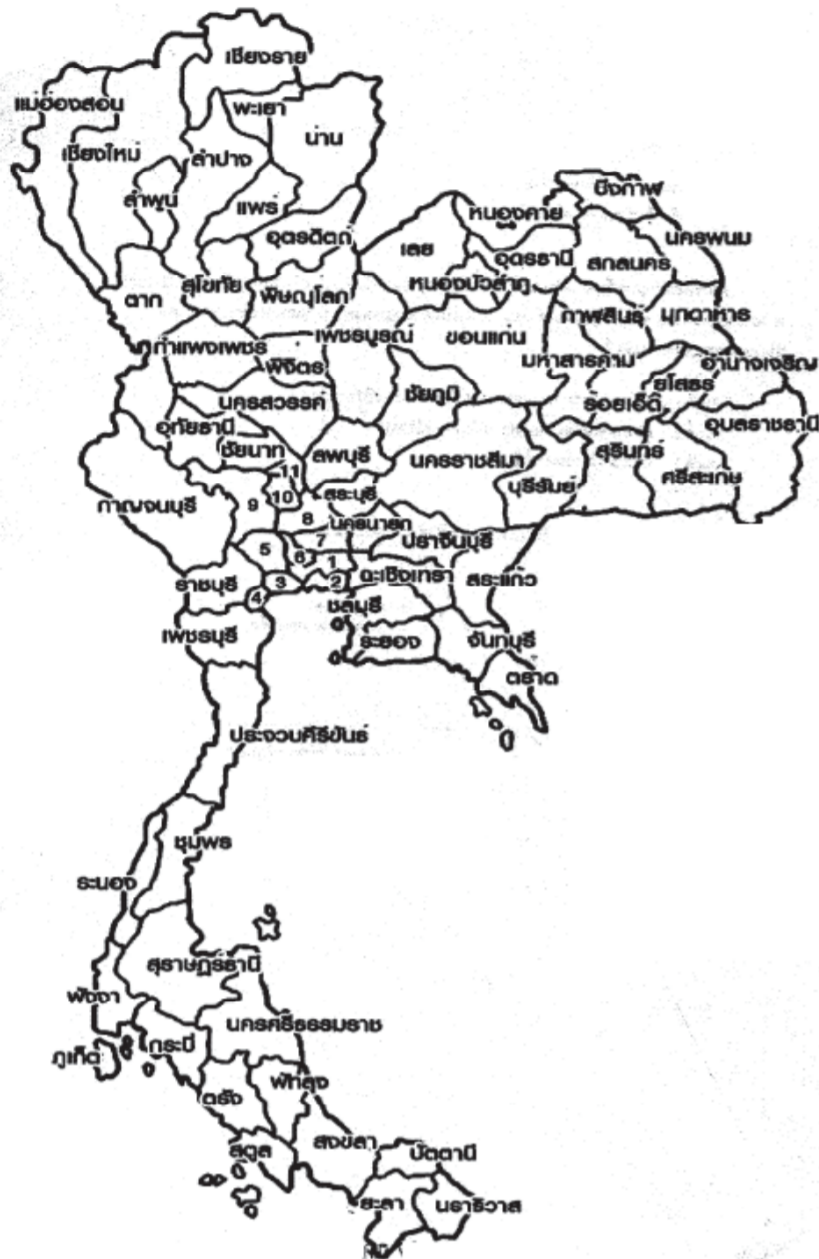 เชียงราย
แม่ฮ่องสอน
พะเยา
เชียงใหม่
ลำปาง
น่าน
ลำพูน
แพร่
อุตรดิตถ์
ตาก
สุโขทัย
พิษณุโลก
กำแพงเพชร
พิจิตร
เพชรบูรณ์
นครสวรรค์
อุทัยธานี
ชัยนาท
ลพบุรี
บึงกาฬ
หนองคาย
นครพนม
เลย
อุดรธานี
สกลนคร
หนองบัวลำภู
กาฬสินธุ์
มุกดาหาร
ขอนแก่น
มหาสารคาม
อำนาจเจริญ
ยโสธร
ชัยภูมิ
ร้อยเอ็ด
อุบลราชธานี
นครราชสีมา
สุรินทร์
ศรีสะเกษ
บุรีรัมย์
11
10
สระบุรี
กาญจนบุรี
9
8
นครนายก
7
ปราจีนบุรี
5
6
1
ฉะเชิงเทรา
สระแก้ว
ราชบุรี
3
2
4
ชลบุรี
เพชรบุรี
ระยอง
จันทบุรี
ตราด
ประจวบคีรีขันธ์
ชุมพร
ระนอง
สุราษฎร์ธานี
พังงา
นครศรีธรรมราช
ภูเก็ต
กระบี่
พัทลุง
ตรัง
สตูล
สงขลา
ปัตตานี
ยะลา
นราธิวาส